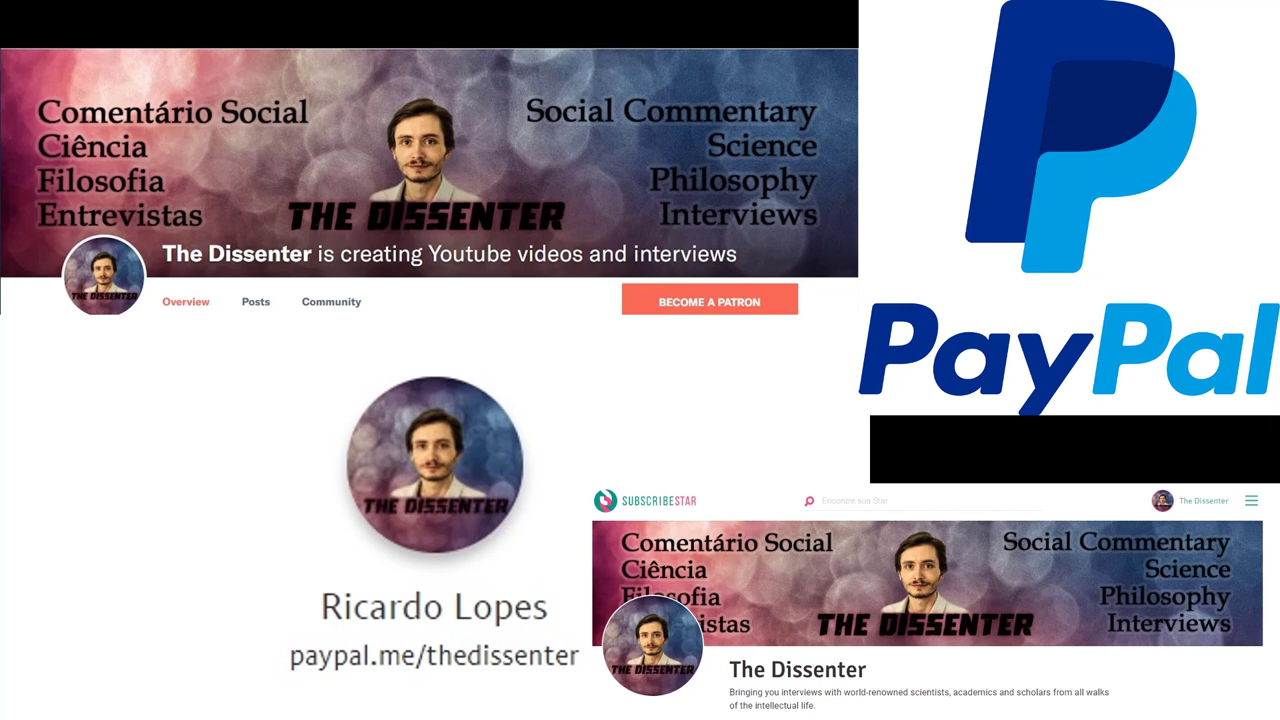 Comentário Social
Ciência
Filosofia
Entrevistas
Social Commentary
Science
Philosophy
Interviews
THE DISSENTER
The Dissenter is creating Youtube videos and interviews
THE DISSENTER
Overview Posts Community
BECOME A PATRON
PayPal
THE DISSENTER
Ricardo Lopes
paypal.me/thedissenter
SUBSCRIBESTAR
Encontre sua Star
The Dissenter
Comentário Social
Ciência
Filosofia
istas
Social Commentary
Science
Philosophy
Interviews
THE DISSENTER
THE DISSENTER
The Dissenter
Bringing you interviews with world-renowned scientists, academics and scholars from all walks
of the intellectual life.